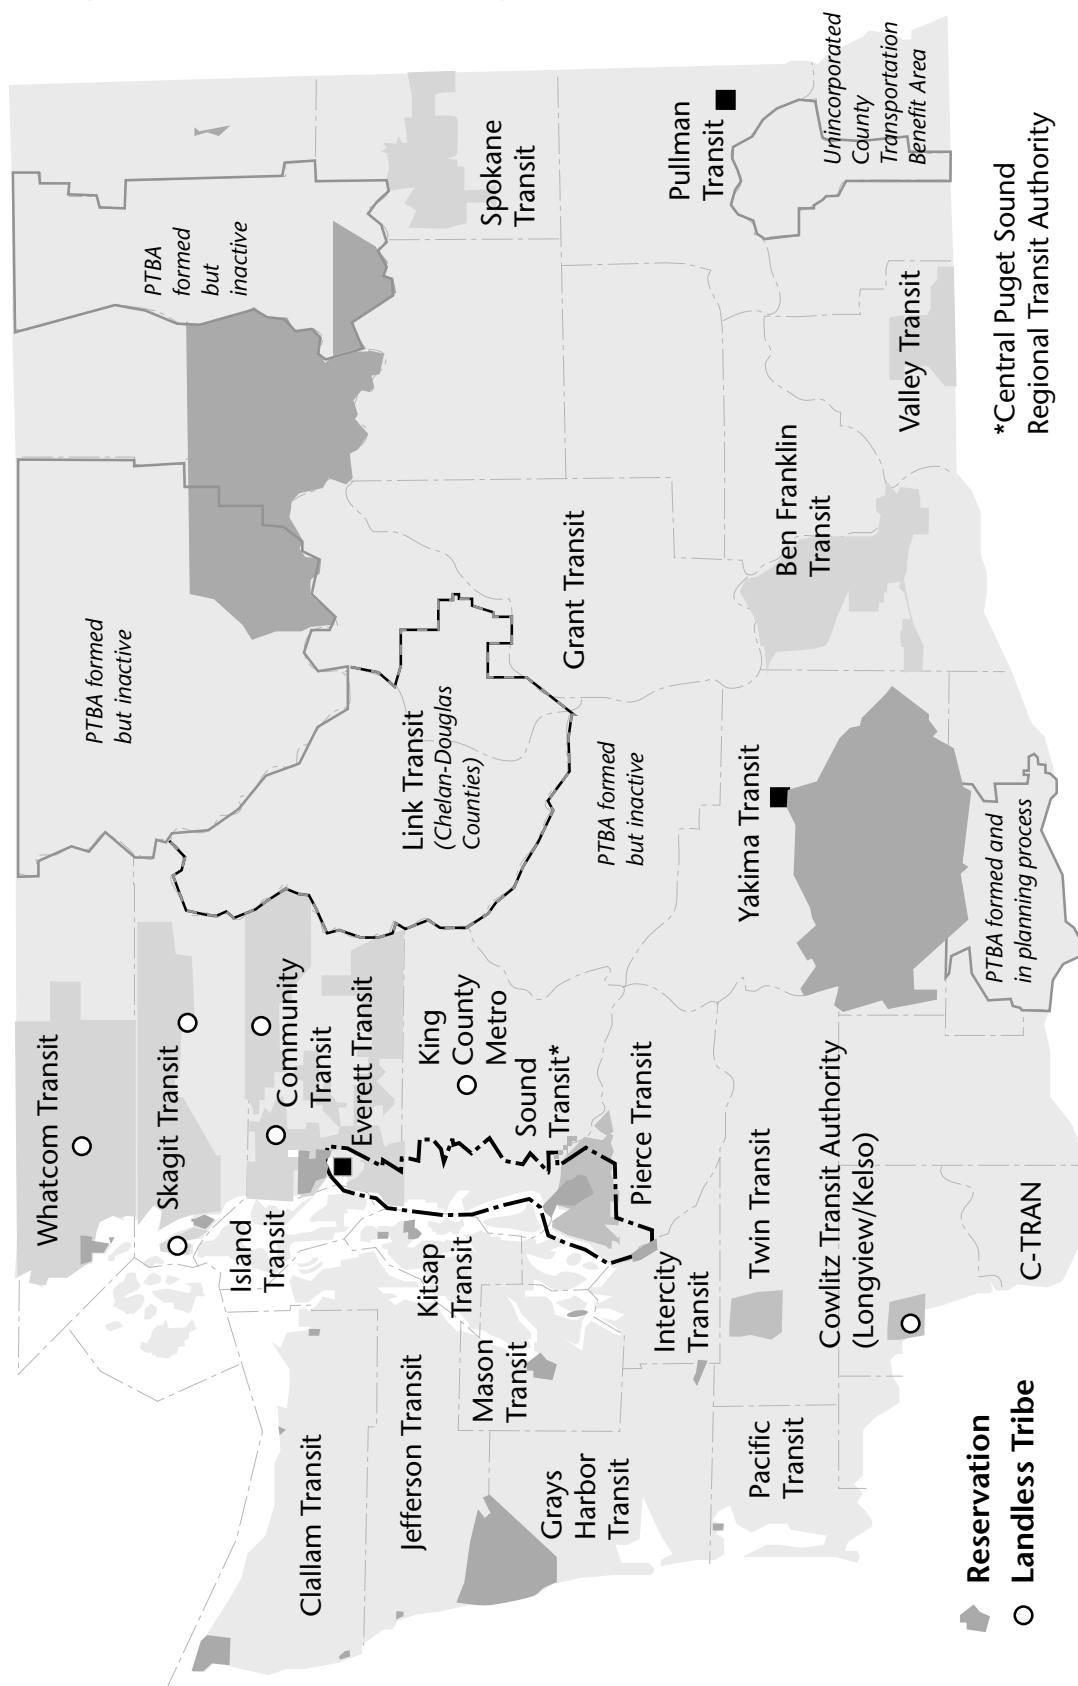 Whatcom Transit
Skagit Transit
Island
Transit
Community
Transit
Everett Transit
King
County
Metro
Sound
Transit*
Pierce Transit
Kitsap
Transit
Mason
Transit
Intercity
Transit
Clallam Transit
Jefferson Transit
Grays
Harbor
Transit
Pacific
Transit
Twin Transit
Cowlitz Transit Authority
(Longview/Kelso)
C-TRAN
PTBA formed
but inactive
Link Transit
(Chelan-Douglas
Counties)
PTBA formed
but inactive
Grant Transit
Yakima Transit
PTBA formed and
in planning process
Ben Franklin
Transit
Valley Transit
PTBA
formed
but
inactive
Spokane
Transit
Pullman
Transit
Unincorporated
County
Transportation
Benefit Area
Reservation
Landless Tribe
*Central Puget Sound
Regional Transit Authority